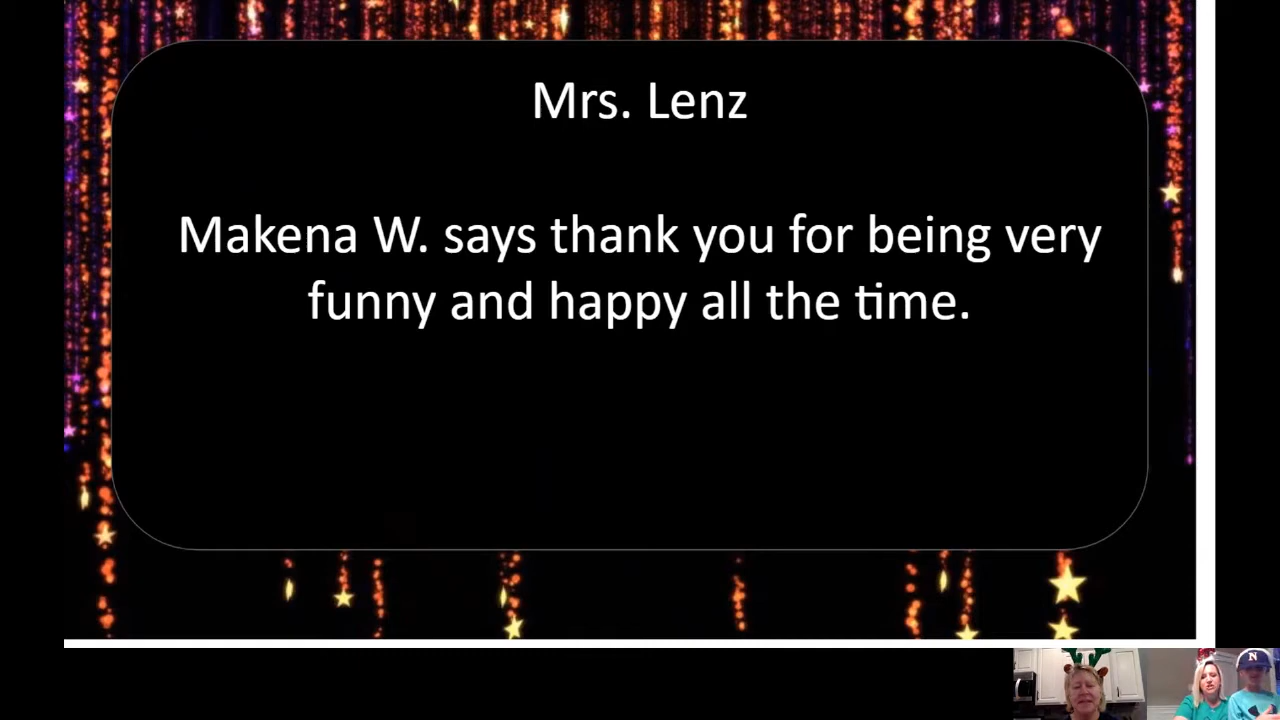 Mrs. Lenz
Makena W. says thank you for being very
funny and happy all the time.
N